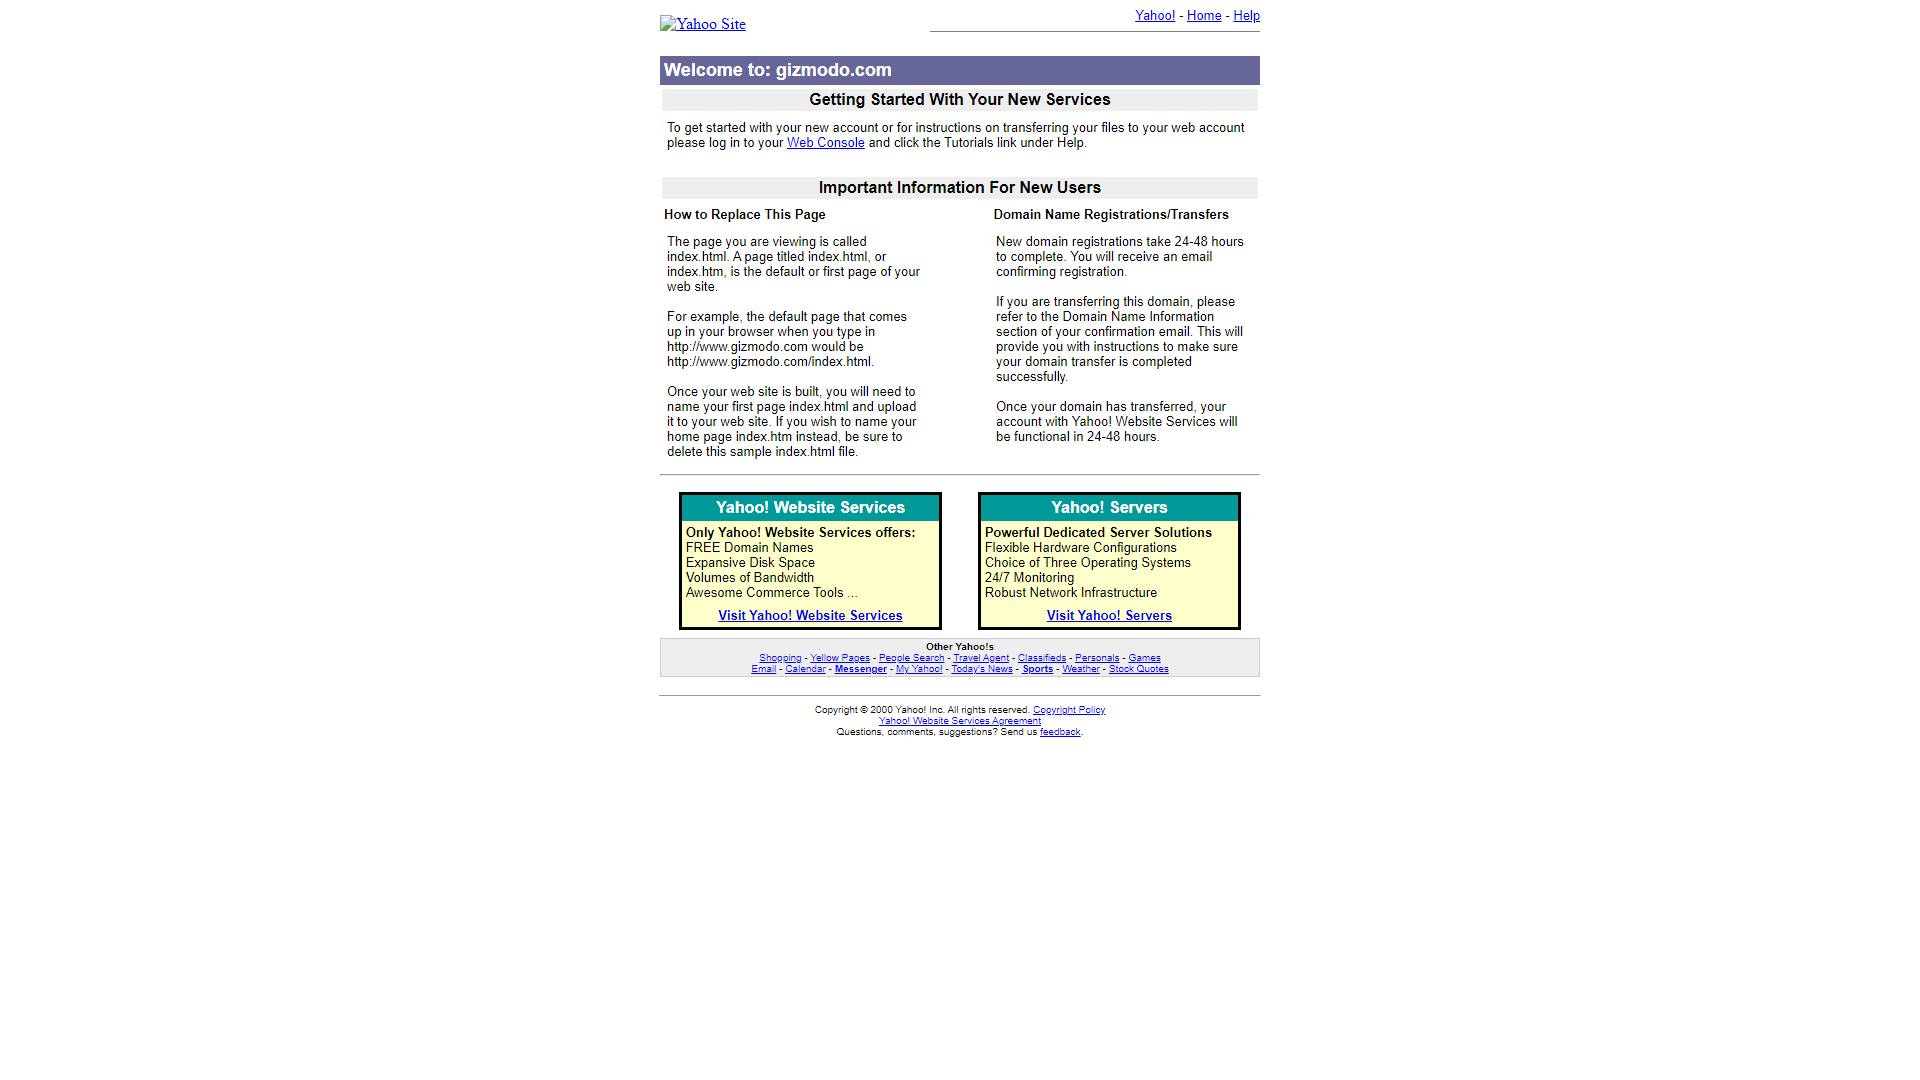 Yahoo Site
Yahoo! - Home - Help
Welcome to: gizmodo.com
Getting Started With Your New Services
To get started with your new account or for instructions on transferring your files to your web account
please log in to your Web Console and click the Tutorials link under Help.
Important Information For New Users
How to Replace This Page
The page you are viewing is called
index.html. A page titled index.html, or
index.htm, is the default or first page of your
web site.
For example, the default page that comes
up in your browser when you type in
http://www.gizmodo.com would be
http://www.gizmodo.com/index.html.
Once your web site is built, you will need to
name your first page index.html and upload
it to your web site. If you wish to name your
home page index.htm instead, be sure to
delete this sample index.html file.
Domain Name Registrations/Transfers
New domain registrations take 24-48 hours
to complete. You will receive an email
confirming registration.
If you are transferring this domain, please
refer to the Domain Name Information
section of your confirmation email. This will
provide you with instructions to make sure
your domain transfer is completed
successfully.
Once your domain has transferred, your
account with Yahoo! Website Services will
be functional in 24-48 hours.
Yahoo! Website Services
Only Yahoo! Website Services offers:
FREE Domain Names
Expansive Disk Space
Volumes of Bandwidth
Awesome Commerce Tools ...
Visit Yahoo! Website Services
Yahoo! Servers
Powerful Dedicated Server Solutions
Flexible Hardware Configurations
Choice of Three Operating Systems
24/7 Monitoring
Robust Network Infrastructure
Visit Yahoo! Servers
Other Yahoo!s
Shopping - Yellow Pages - People Search - Travel Agent - Classifieds - Personals - Games
Email - Calendar - Messenger - My Yahoo! - Today's News - Sports - Weather - Stock Quotes
Copyright © 2000 Yahoo! Inc. All rights reserved. Copyright Policy
Yahoo! Website Services Agreement
Questions, comments, suggestions? Send us feedback.